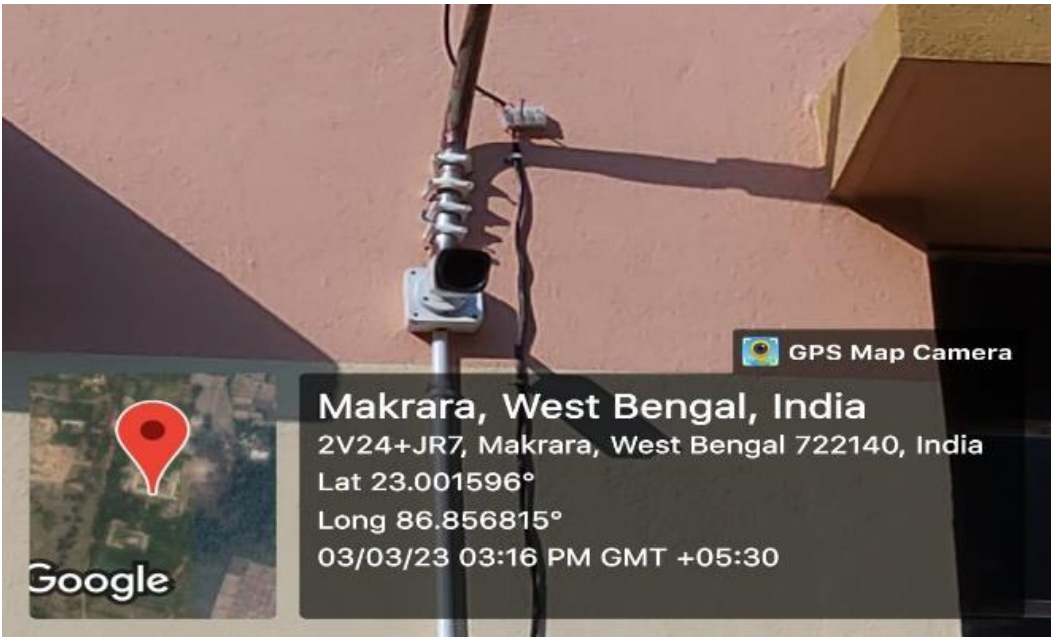 GPS Map Camera
Makrara, West Bengal, India
2V24+JR7, Makrara, West Bengal 722140, India
Lat 23.001596°
Long 86.856815°
03/03/23 03:16 PM GMT +05:30
Google